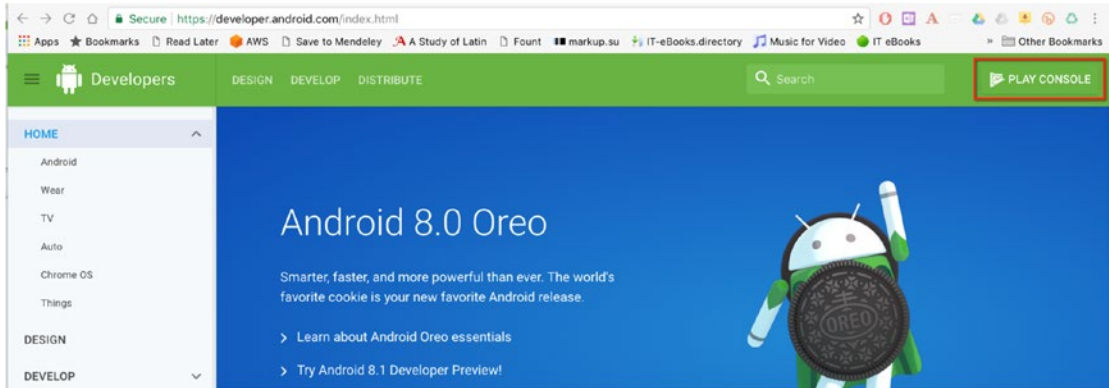 Secure https://developer.android.com/index.html
Apps Bookmarks Read Later AWS Save to Mendeley A Study of Latin Fount markup.su IT-eBooks.directory Music for Video IT eBooks » Other Bookmarks
Developers DESIGN DEVELOP DISTRIBUTE Search PLAY CONSOLE
HOME
Android
Wear
TV
Auto
Chrome OS
Things
DESIGN
DEVELOP
Android 8.0 Oreo
Smarter, faster, and more powerful than ever. The world's
favorite cookie is your new favorite Android release.
> Learn about Android Oreo essentials
> Try Android 8.1 Developer Preview!
OREO